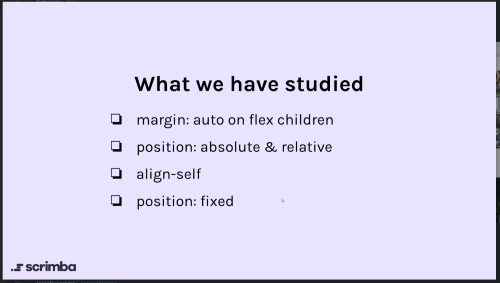 What we have studied
margin: auto on flex children
position: absolute & relative
align-self
position: fixed
scrimba